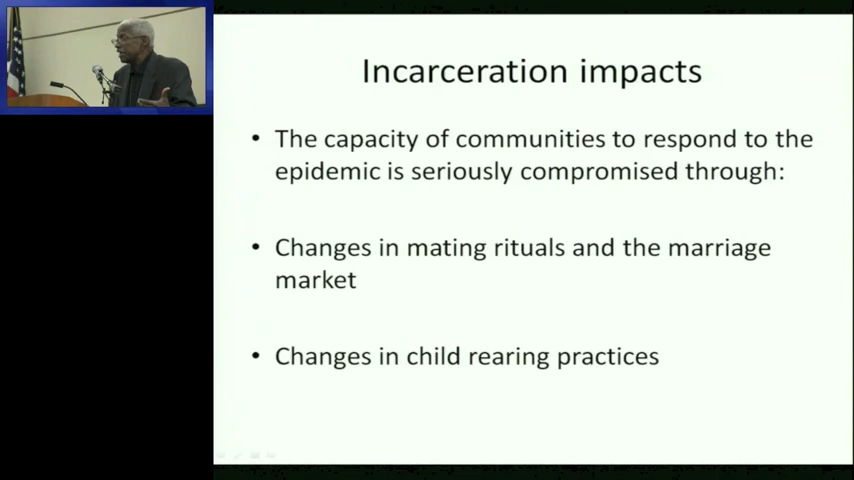 Incarceration impacts
• The capacity of communities to respond to the
epidemic is seriously compromised through:
• Changes in mating rituals and the marriage
market
• Changes in child rearing practices